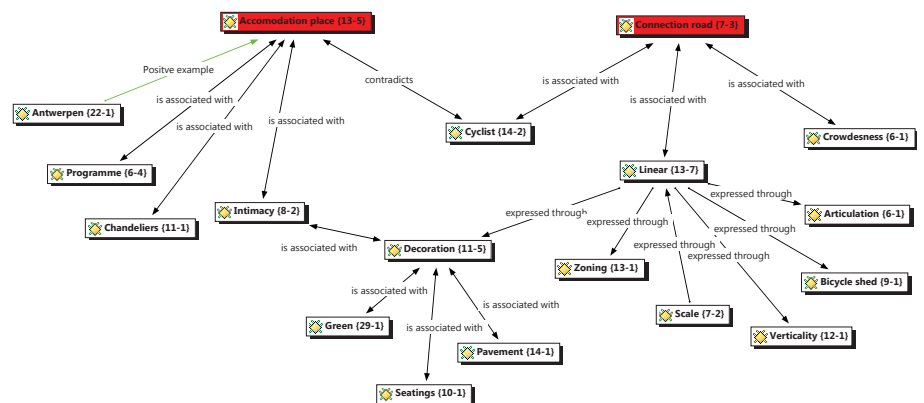 Accomodation place {13-5}
Connection road {7-3}
Positve example
contradicts
is associated with
is associated with
is associated with
is associated with
is associated with
is associated with
Antwerpen {22-1}
Cyclist {14-2}
Crowdesness {6-1}
Programme {6-4}
Linear {13-7}
expressed through
Chandeliers {11-1}
Intimacy {8-2}
Articulation {6-1}
expressed through
expressed through
expressed through
is associated with
Decoration {11-5}
expressed through
expressed through
Zoning {13-1}
Bicycle shed {9-1}
is associated with
is associated with
Scale {7-2}
Green {29-1}
is associated with
Verticality {12-1}
Pavement {14-1}
Seatings {10-1}